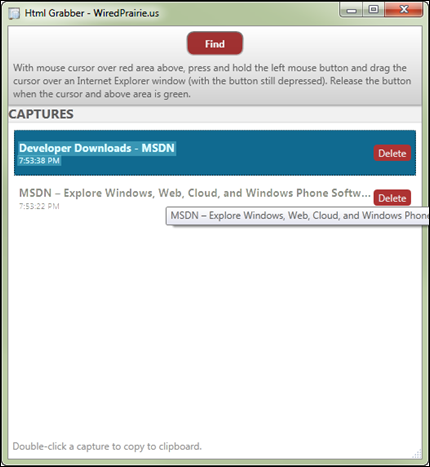 Html Grabber - WiredPrairie.us
Find
With mouse cursor over red area above, press and hold the left mouse button and drag the
cursor over an Internet Explorer window (with the button still depressed). Release the button
when the cursor and above area is green.
CAPTURES
Developer Downloads - MSDN
7:53:38 PM
Delete
MSDN – Explore Windows, Web, Cloud, and Windows Phone Softw...
7:53:22 PM
Delete
MSDN – Explore Windows, Web, Cloud, and Windows Phone
Double-click a capture to copy to clipboard.